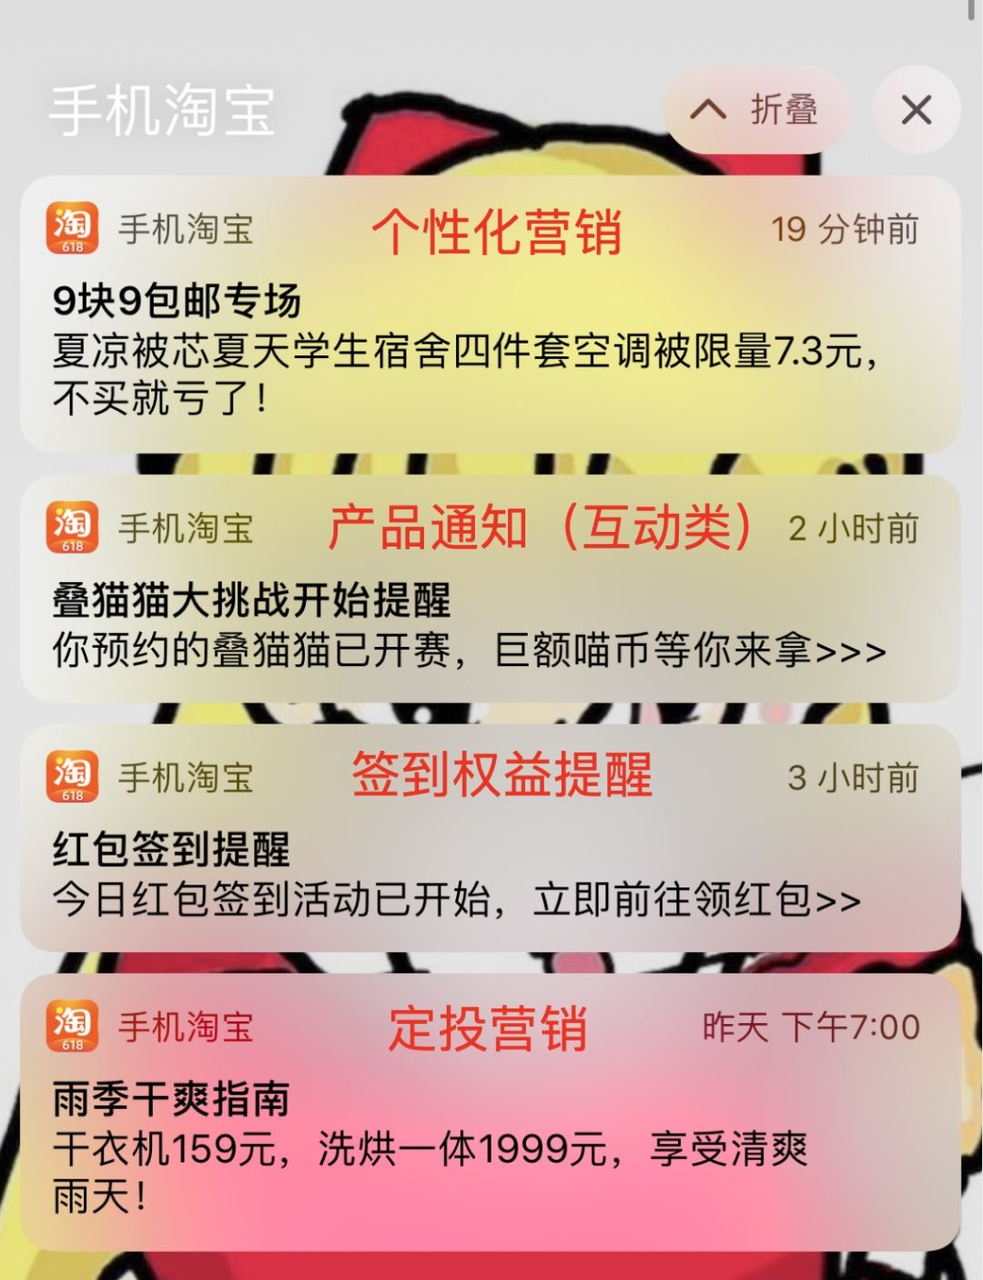 手机淘宝
折叠
淘 618 手机淘宝 个性化营销 19 分钟前
9块9包邮专场
夏凉被芯夏天学生宿舍四件套空调被限量7.3元，
不买就亏了！
淘 618 手机淘宝 产品通知（互动类） 2 小时前
叠猫猫大挑战开始提醒
你预约的叠猫猫已开赛，巨额喵币等你来拿>>>
淘 618 手机淘宝 签到权益提醒 3 小时前
红包签到提醒
今日红包签到活动已开始，立即前往领红包>>
淘 618 手机淘宝 定投营销 昨天 下午7:00
雨季干爽指南
干衣机159元，洗烘一体1999元，享受清爽
雨天！